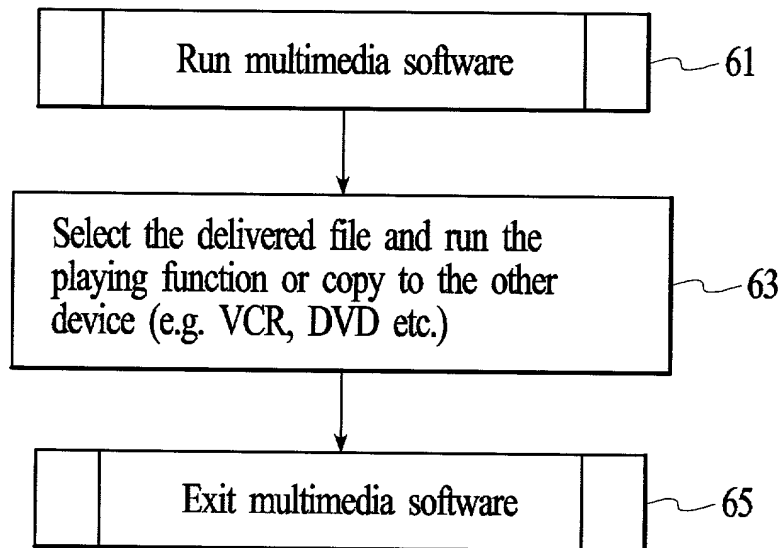 Run multimedia software
61
Select the delivered file and run the
playing function or copy to the other
device (e.g. VCR, DVD etc.)
63
Exit multimedia software
65